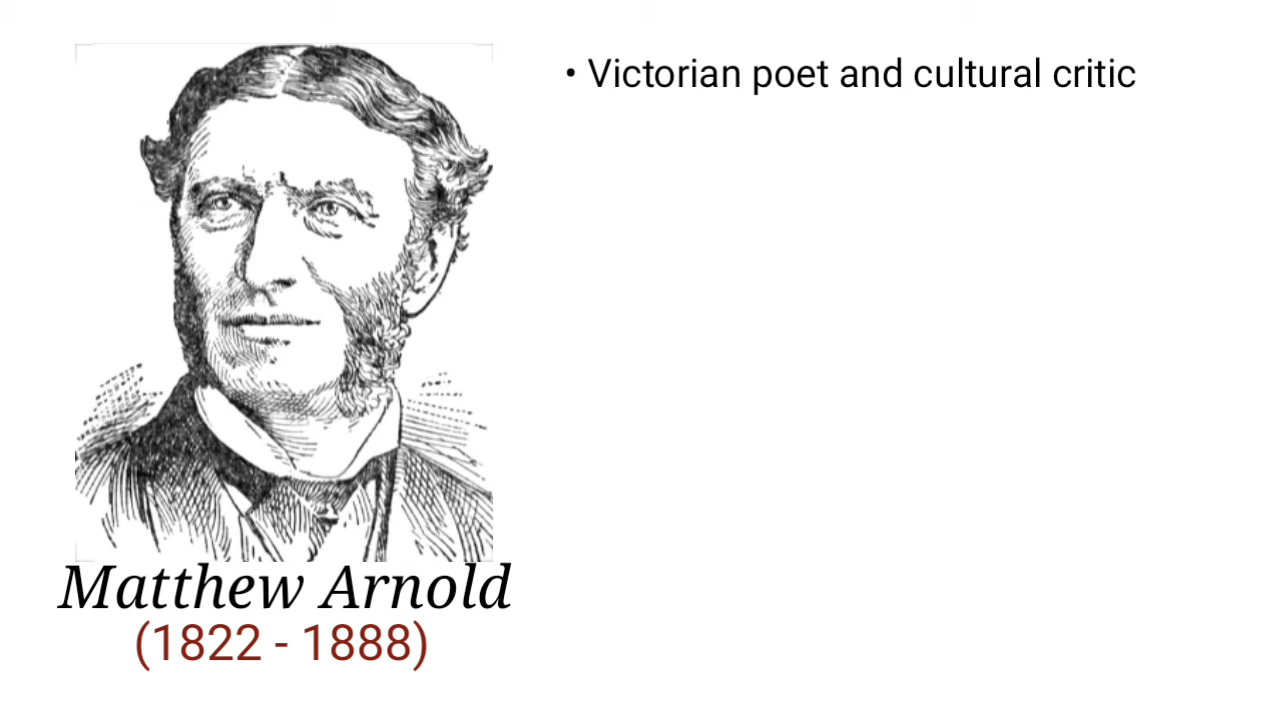 • Victorian poet and cultural critic
Matthew Arnold
(1822 - 1888)